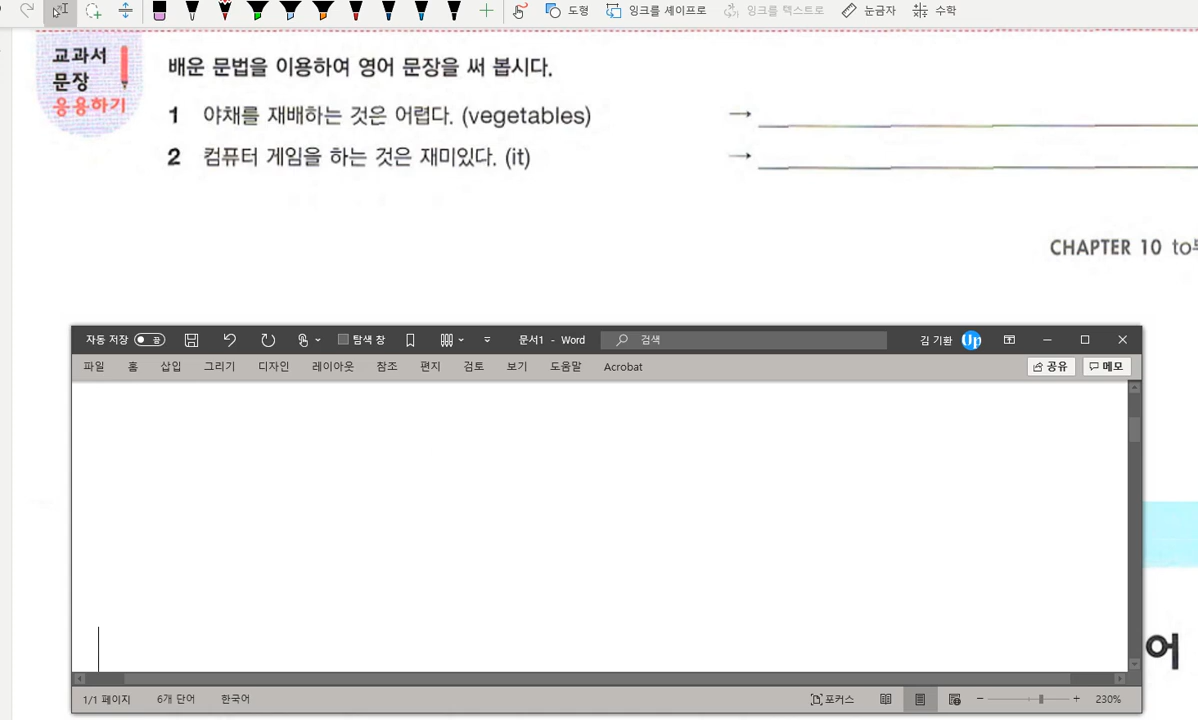 도형 잉크를 셰이프로 잉크를 텍스트로 눈금자 수학
교과서
문장
응용하기
배운 문법을 이용하여 영어 문장을 써 봅시다.
1 야채를 재배하는 것은 어렵다. (vegetables) →
2 컴퓨터 게임을 하는 것은 재미있다. (it) →
CHAPTER 10 to부
자동 저장 끔 탐색 창 문서1 - Word 검색 김 기환 Up
파일 홈 삽입 그리기 디자인 레이아웃 참조 편지 검토 보기 도움말 Acrobat 공유 메모
어
1/1 페이지 6개 단어 한국어 포커스 230%